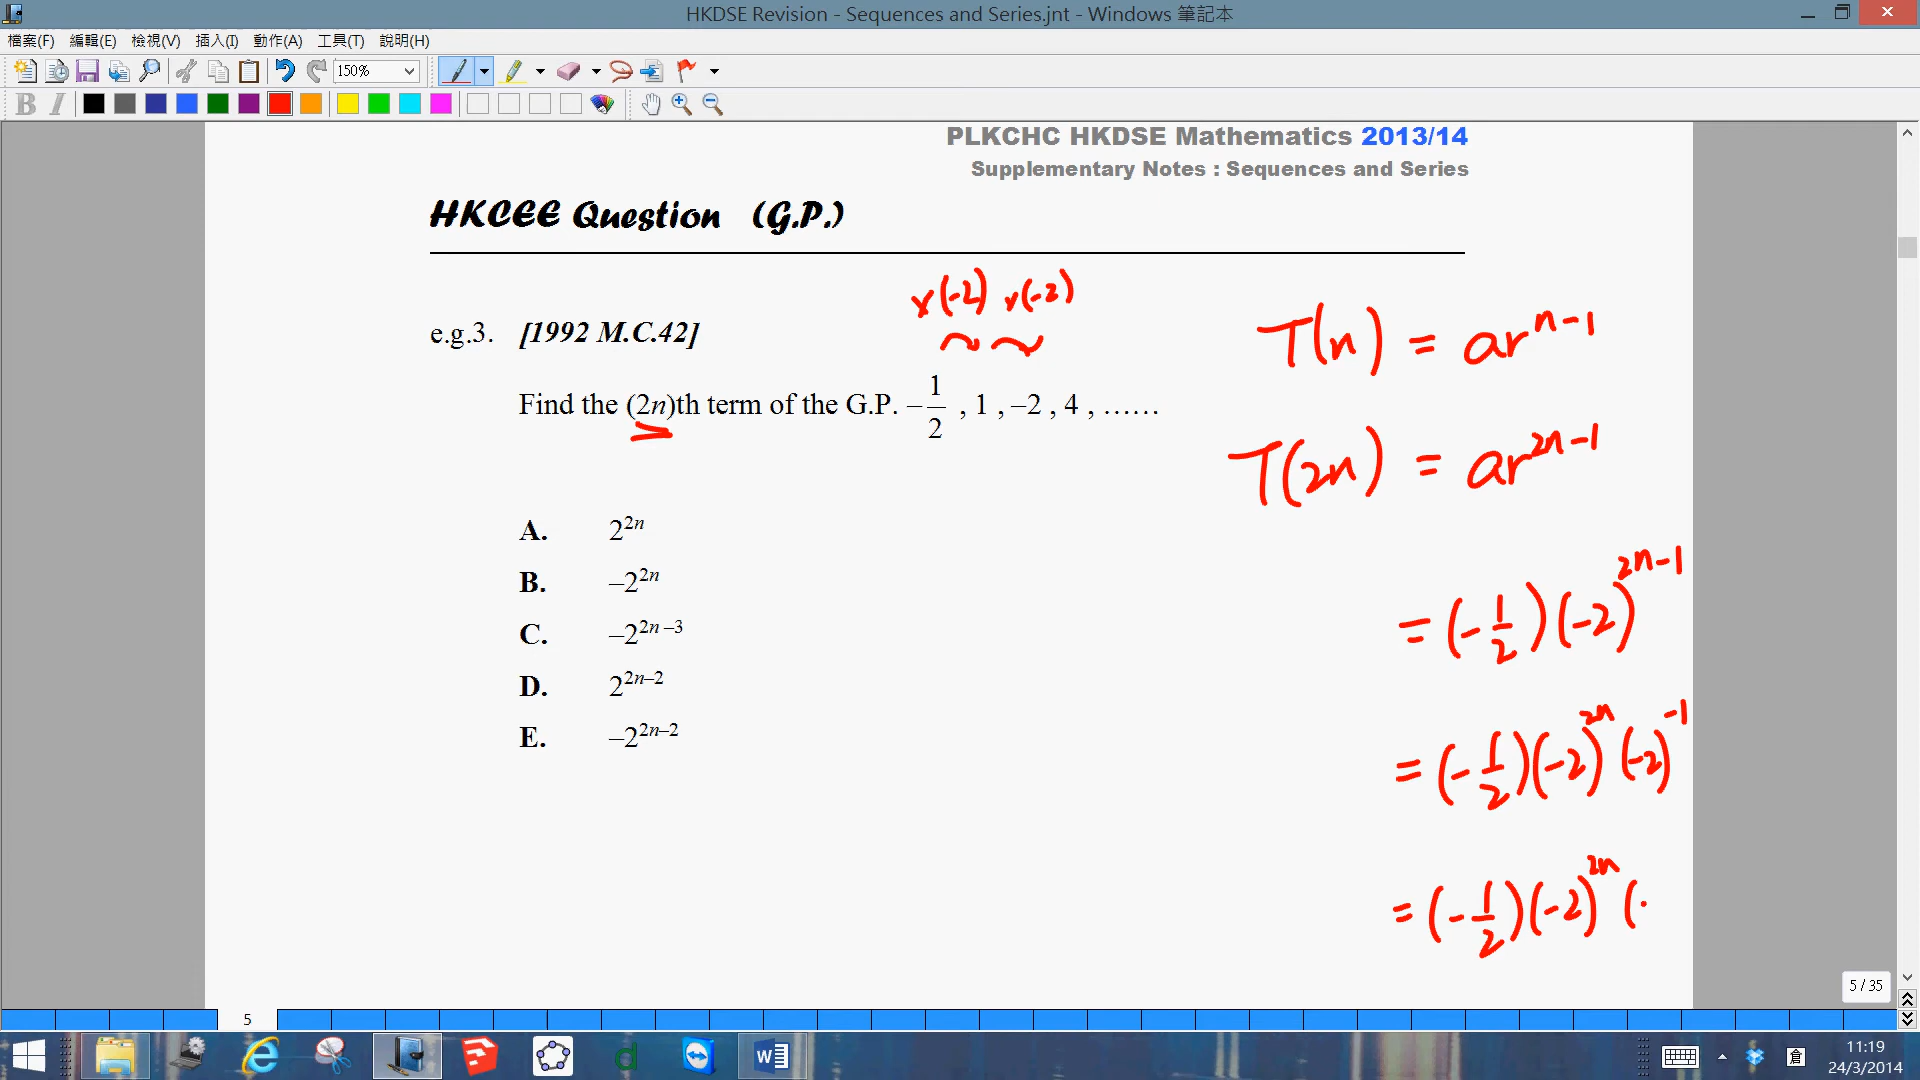 HKDSE Revision - Sequences and Series.jnt - Windows 筆記本
檔案(F) 編輯(E) 檢視(V) 插入(I) 動作(A) 工具(T) 說明(H)
150%
B I
PLKCHC HKDSE Mathematics 2013/14
Supplementary Notes : Sequences and Series
HKCEE Question (G.P.)
×(-2) ×(-2)
e.g.3. [1992 M.C.42]
T(n) = ar^{n-1}
Find the (2n)th term of the G.P. –1/2 , 1 , –2 , 4 , ……
T(2n) = ar^{2n-1}
A. 2^{2n}
B. –2^{2n}
= (-1/2)(-2)^{2n-1}
C. –2^{2n –3}
D. 2^{2n–2}
E. –2^{2n–2}
= (-1/2)(-2)^{2n}(-2)^{-1}
= (-1/2)(-2)^{2n}(
5 / 35
5
11:19
24/3/2014
倉